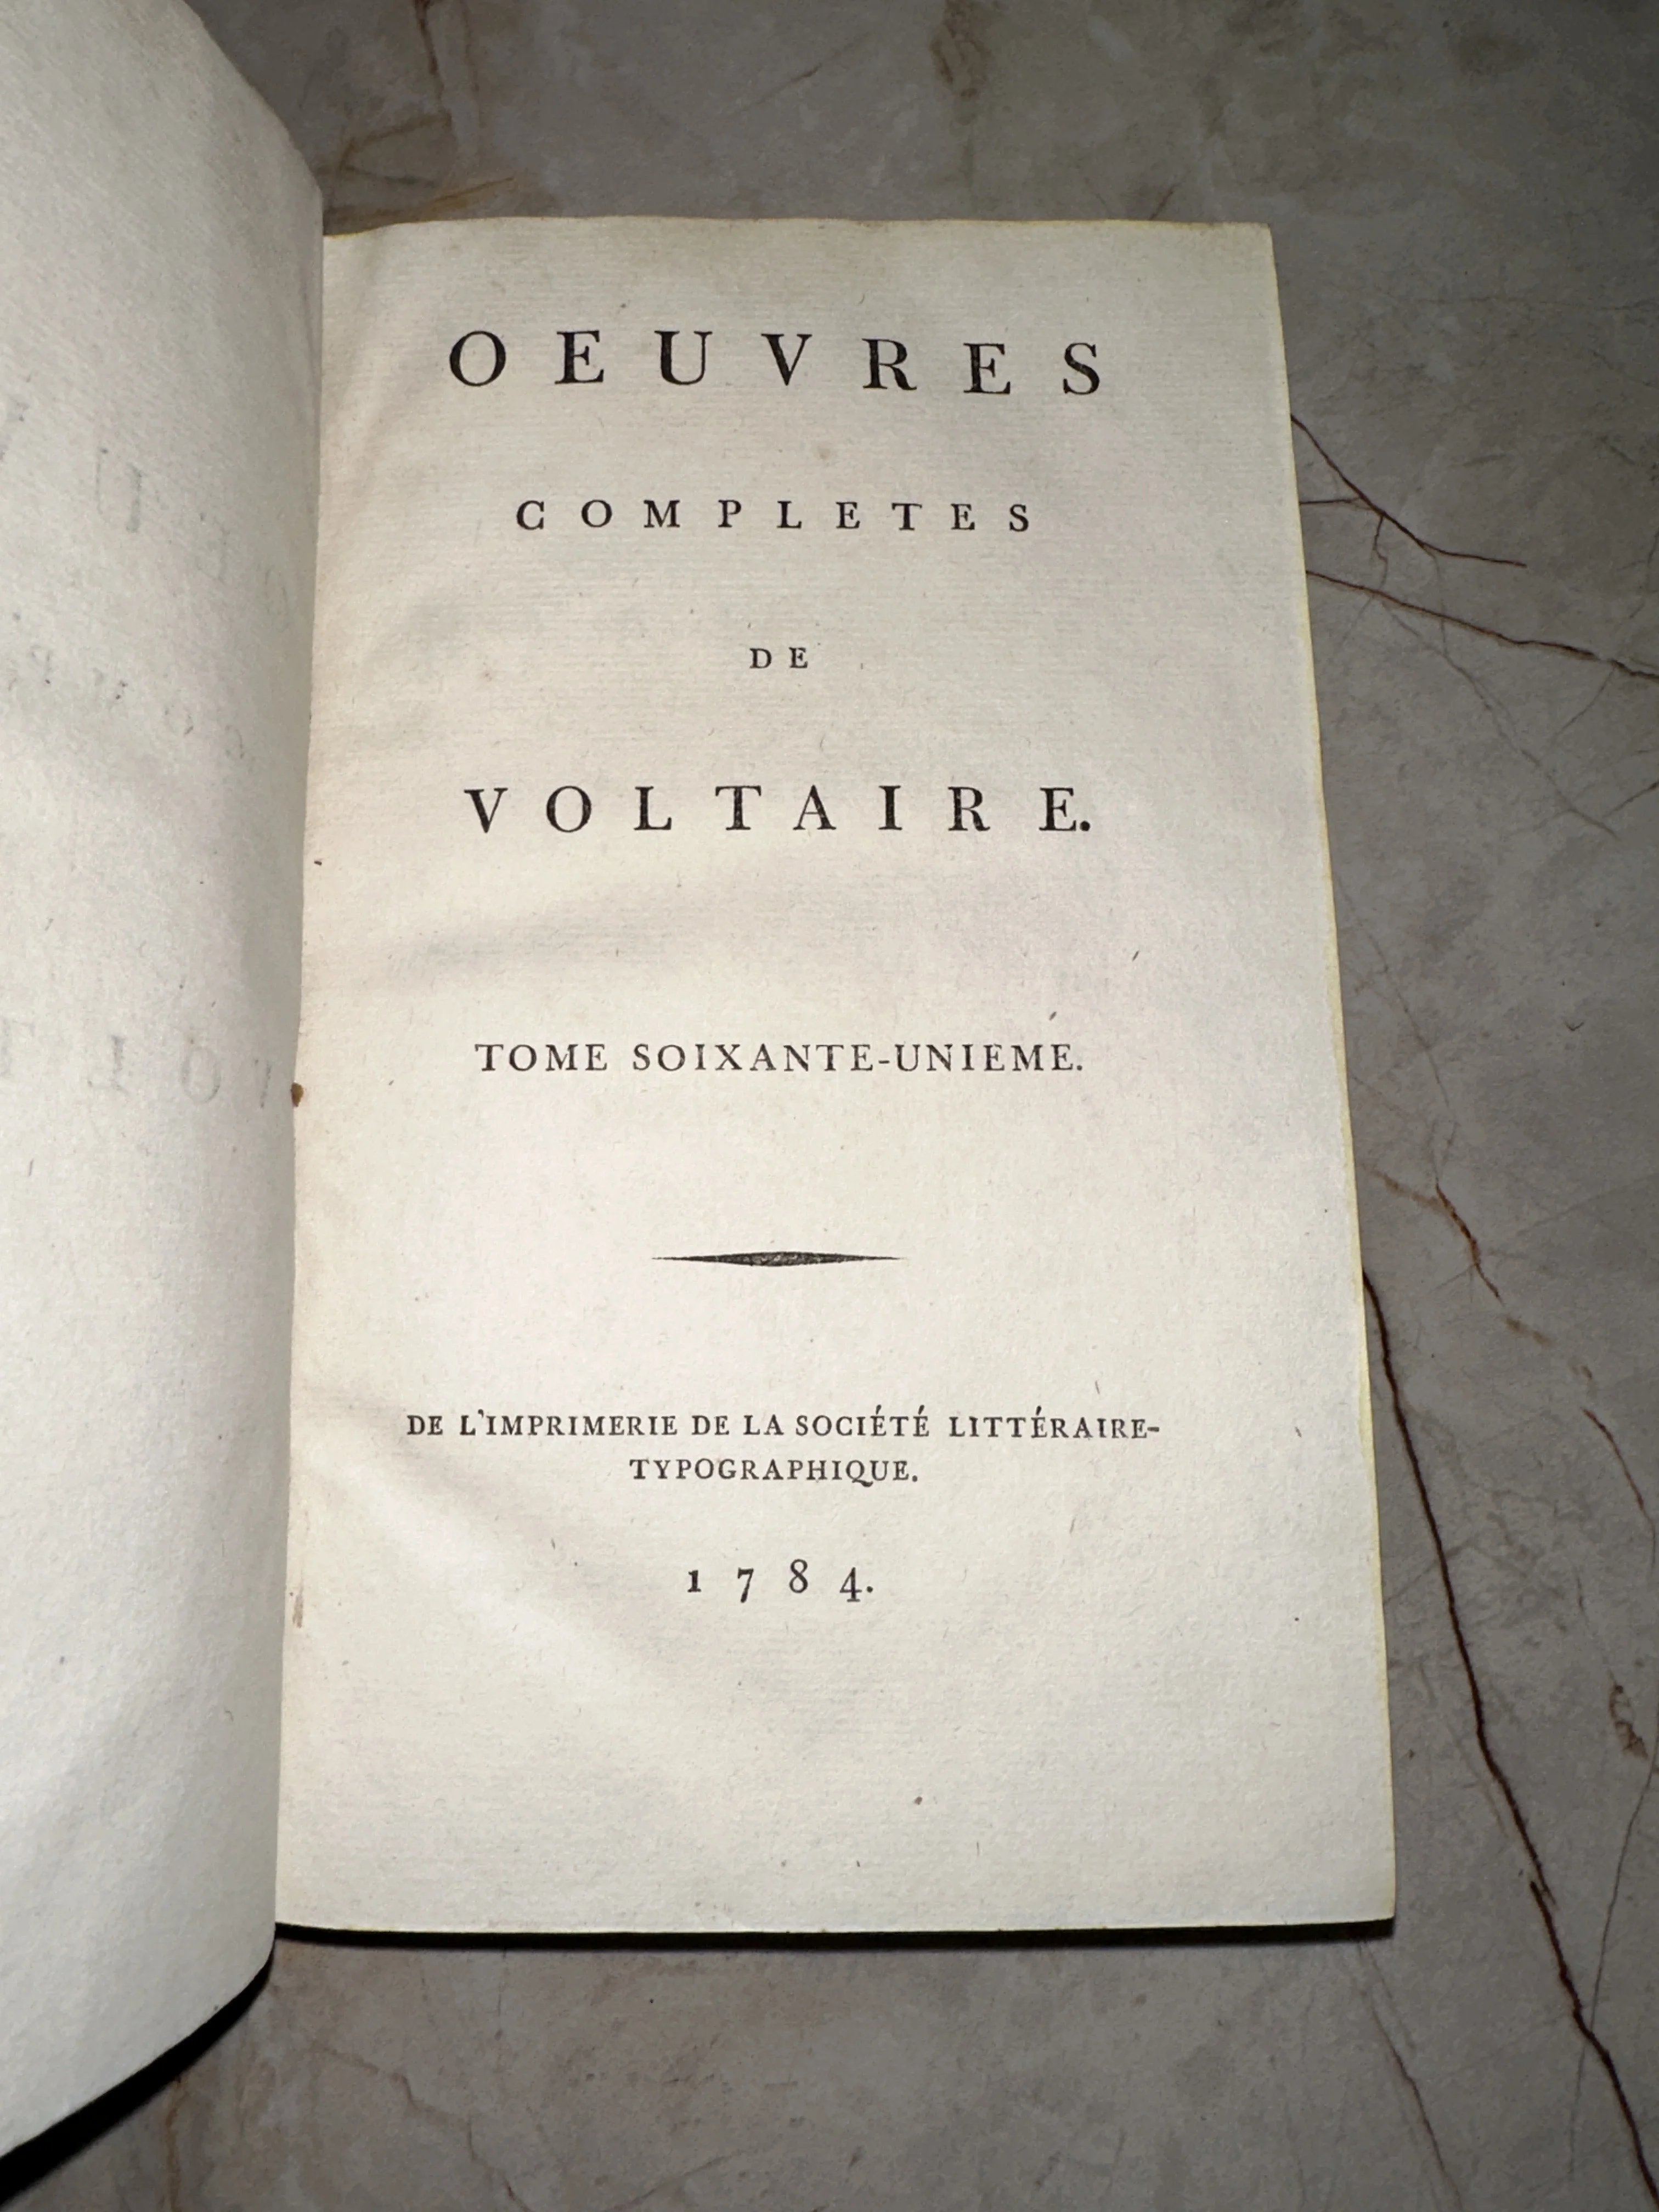 OEUVRES
COMPLETES
DE
VOLTAIRE.
TOME SOIXANTE-UNIEME.
DE L'IMPRIMERIE DE LA SOCIÉTÉ LITTÉRAIRE-
TYPOGRAPHIQUE.
1784.